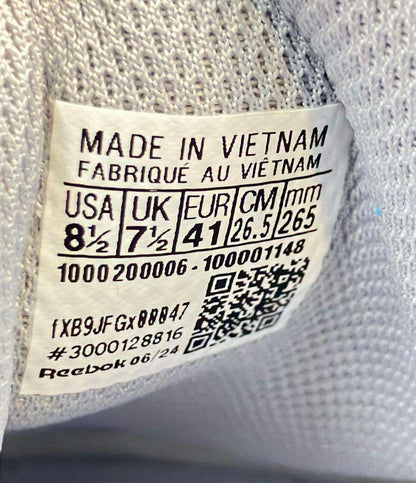 MADE IN VIETNAM
FABRIQUÉ AU VIÊTNAM
USA UK EUR CM mm
8½ 7½ 41 26.5 265
1000200006-100001148
#3000128816
Reebok 06/24